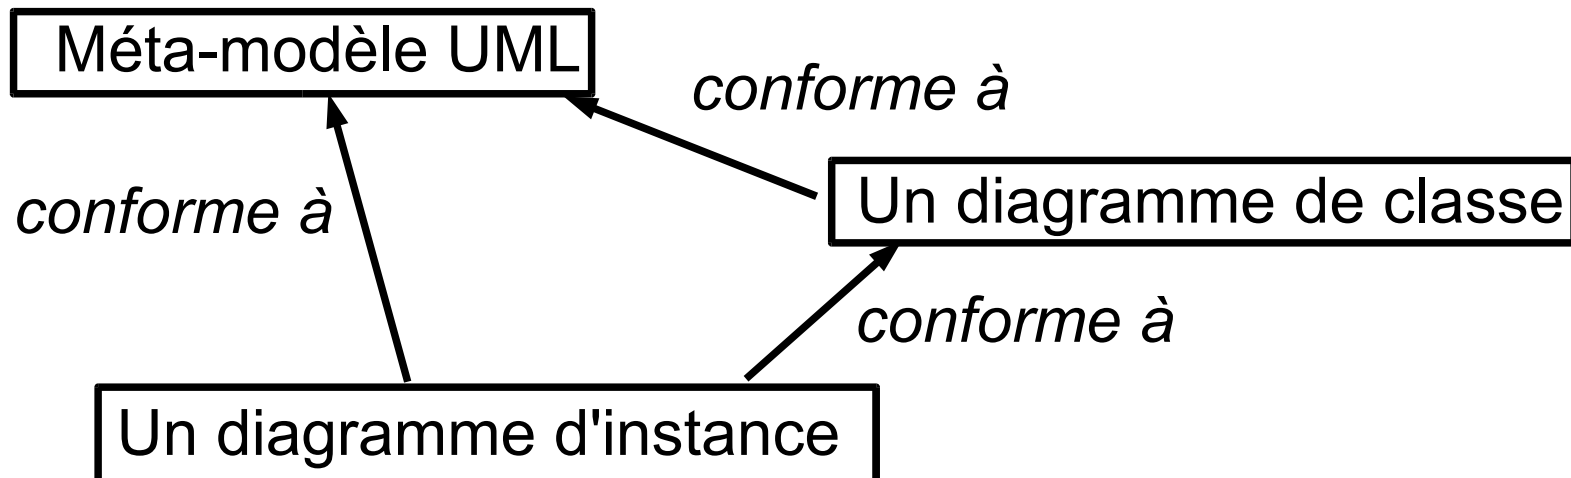 Méta-modèle UML
conforme à
Un diagramme de classe
conforme à
conforme à
Un diagramme d'instance